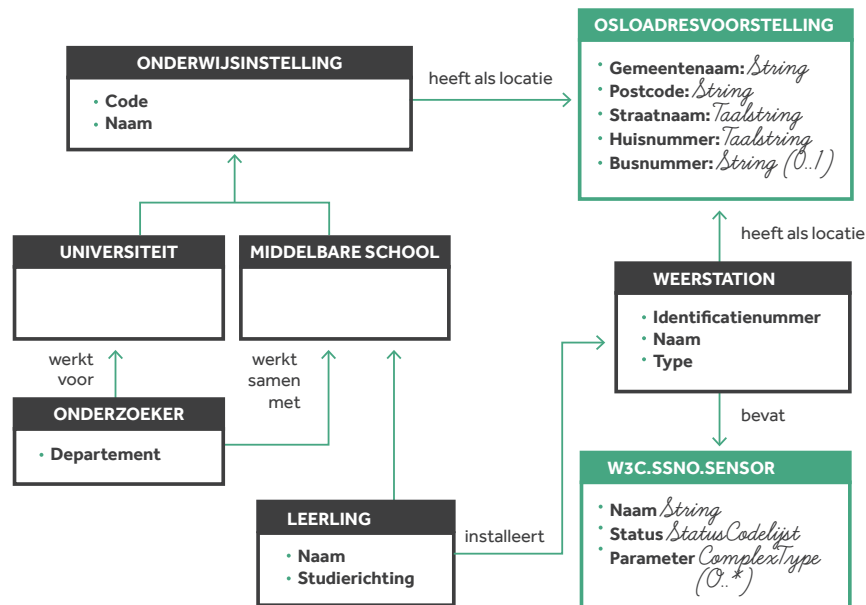 OSLOADRESVOORSTELLING
• Gemeentenaam: String
• Postcode: String
• Straatnaam: Taalstring
• Huisnummer: Taalstring
• Busnummer: String (0..1)
ONDERWIJSINSTELLING
• Code
• Naam
heeft als locatie
UNIVERSITEIT
MIDDELBARE SCHOOL
heeft als locatie
WEERSTATION
• Identificatienummer
• Naam
• Type
werkt
voor
werkt
samen
met
ONDERZOEKER
• Departement
bevat
W3C.SSNO.SENSOR
• Naam String
• Status StatusCodelijst
• Parameter ComplexType
(0..*)
LEERLING
• Naam
• Studierichting
installeert